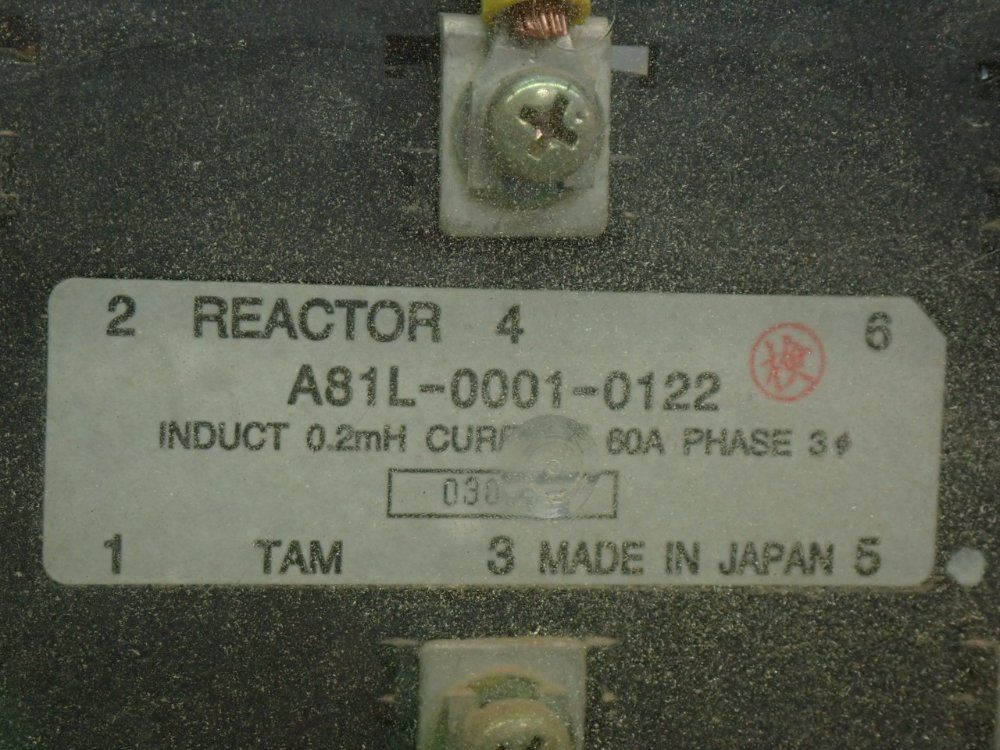 2 REACTOR 4 6
A81L-0001-0122
検
INDUCT 0.2mH 60A PHASE 3φ
1 TAM 3 MADE IN JAPAN 5